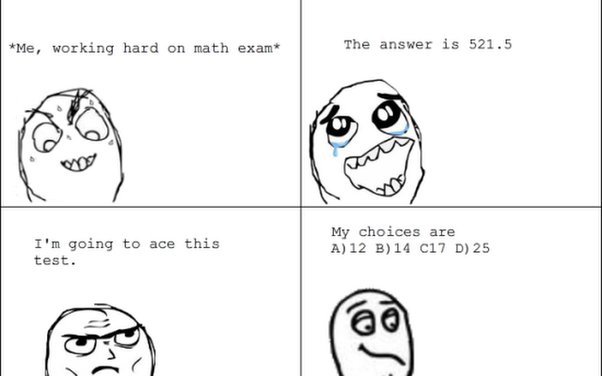 *Me, working hard on math exam*
The answer is 521.5
I'm going to ace this
test.
My choices are
A)12 B)14 C17 D)25